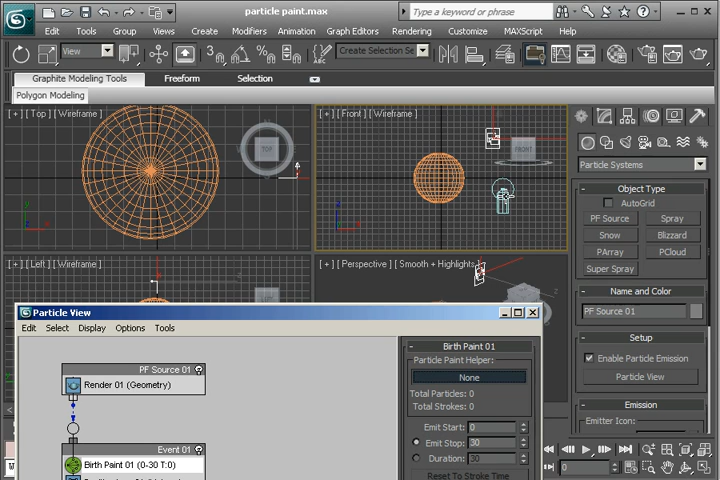 particle paint.max
Type a keyword or phrase
Edit Tools Group Views Create Modifiers Animation Graph Editors Rendering Customize MAXScript Help
View
3
Create Selection Se
Graphite Modeling Tools Freeform Selection
Polygon Modeling
[ + ] [ Top ] [ Wireframe ]
[ + ] [ Front ] [ Wireframe ]
TOP
FRONT
Particle Systems
Object Type
AutoGrid
PF Source Spray
Snow Blizzard
PArray PCloud
Super Spray
[ + ] [ Left ] [ Wireframe ]
[ + ] [ Perspective ] [ Smooth + Highlights ]
Name and Color
PF Source 01
Setup
Enable Particle Emission
Particle View
Emission
Emitter Icon:
Particle View
Edit Select Display Options Tools
PF Source 01
Render 01 (Geometry)
Event 01
Birth Paint 01 (0-30 T:0)
Birth Paint 01
Particle Paint Helper:
None
Total Particles: 0
Total Strokes: 0
Emit Start: 0
Emit Stop: 30
Duration: 30
Reset To Stroke Time
0